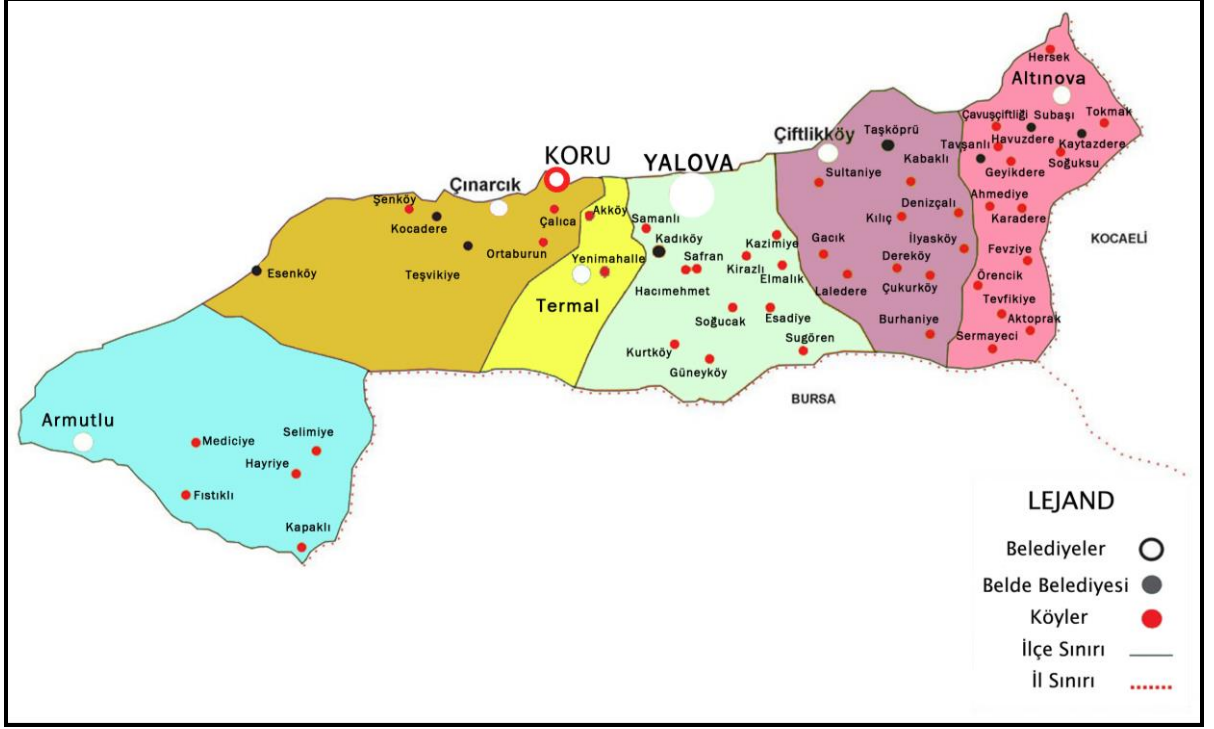 Hersek
Altınova
Çavuşçiftliği
Subaşı
Tokmak
Tavşanlı
Havuzdere
Kaytazdere
Soğuksu
Geyikdere
Ahmediye
Karadere
Fevziye
Örencik
Tevfikiye
Aktoprak
Sermayeci
KOCAELİ
Çiftlikköy
Taşköprü
Kabaklı
Sultaniye
Denizçalı
Kılıç
İlyasköy
Gacık
Dereköy
Laledere
Çukurköy
Burhaniye
YALOVA
Samanlı
Kadıköy
Safran
Kazimiye
Kirazlı
Elmalık
Hacımehmet
Soğucak
Esadiye
Sugören
Kurtköy
Güneyköy
BURSA
KORU
Çınarcık
Şenköy
Kocadere
Çalıca
Ortaburun
Teşvikiye
Esenköy
Akköy
Yenimahalle
Termal
Armutlu
Mediciye
Selimiye
Hayriye
Fıstıklı
Kapaklı
LEJAND
Belediyeler
Belde Belediyesi
Köyler
İlçe Sınırı
İl Sınırı